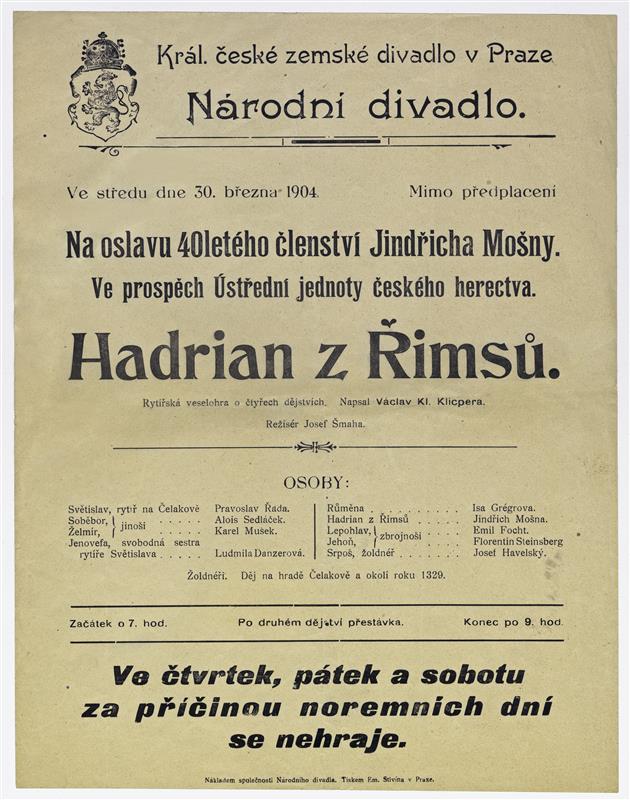 Král. české zemské divadlo v Praze
Národní divadlo.
Ve středu dne 30. března 1904. Mimo předplacení
Na oslavu 40letého členství Jindřicha Mošny.
Ve prospěch Ústřední jednoty českého herectva.
Hadrian z Řimsů.
Rytířská veselohra o čtyřech dějstvích. Napsal Václav Kl. Klicpera.
Režisér Josef Šmaha.
OSOBY:
Světislav, rytíř na Čelakově Pravoslav Řada.
Soběbor, } jinoši . . . . . Alois Sedláček.
Želmír, } jinoši . . . . . Karel Mušek.
Jenovefa, svobodná sestra
rytíře Světislava . . . . . Ludmila Danzerová.
Růměna . . . . . . . . . Isa Grégrova.
Hadrian z Řimsů . . . . . Jindřich Mošna.
Lepohlav, } zbrojnoši . . . . Emil Focht.
Jehoň, } zbrojnoši . . . . Florentin Steinsberg
Srpoš, žoldnéř . . . . . Josef Havelský.
Žoldnéři. Děj na hradě Čelakově a okolí roku 1329.
Začátek o 7. hod. Po druhém dějství přestávka. Konec po 9. hod.
Ve čtvrtek, pátek a sobotu
za příčinou noremních dní
se nehraje.
Nákladem společnosti Národního divadla. Tiskem Em. Stivína v Praze.